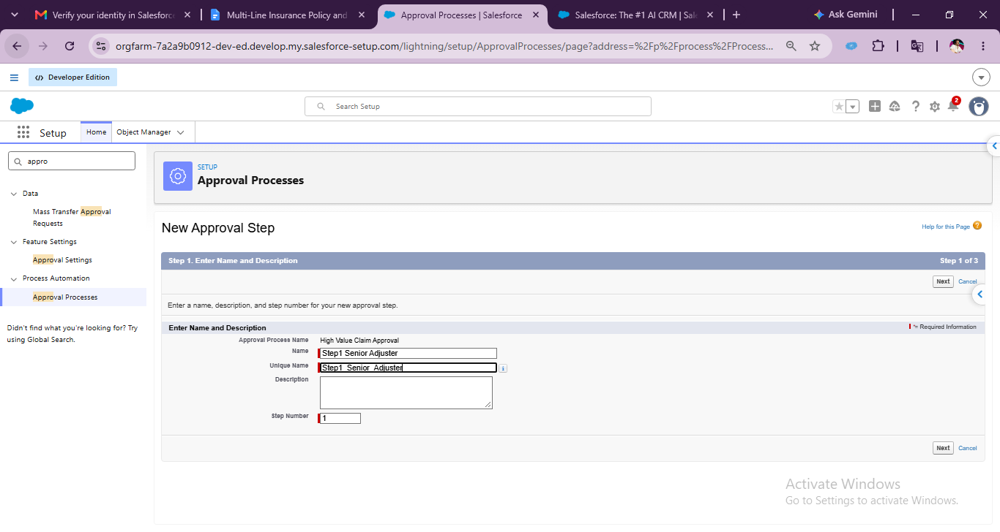 Verify your identity in Salesforc
Multi-Line Insurance Policy and
Approval Processes | Salesforce
Salesforce: The #1 AI CRM | Sale
Ask Gemini
orgfarm-7a2a9b0912-dev-ed.develop.my.salesforce-setup.com/lightning/setup/ApprovalProcesses/page?address=%2Fp%2Fprocess%2FProcess...
Developer Edition
Search Setup
2
Setup
Home
Object Manager
appro
Data
Mass Transfer Approval
Requests
Feature Settings
Approval Settings
Process Automation
Approval Processes
Didn't find what you're looking for? Try
using Global Search.
SETUP
Approval Processes
New Approval Step
Help for this Page
Step 1. Enter Name and Description
Step 1 of 3
Next Cancel
Enter a name, description, and step number for your new approval step.
Enter Name and Description
= Required Information
Approval Process Name High Value Claim Approval
Name Step1 Senior Adjuster
Unique Name Step1_Senior_Adjuster
Description
Step Number 1
Next Cancel
Activate Windows
Go to Settings to activate Windows.